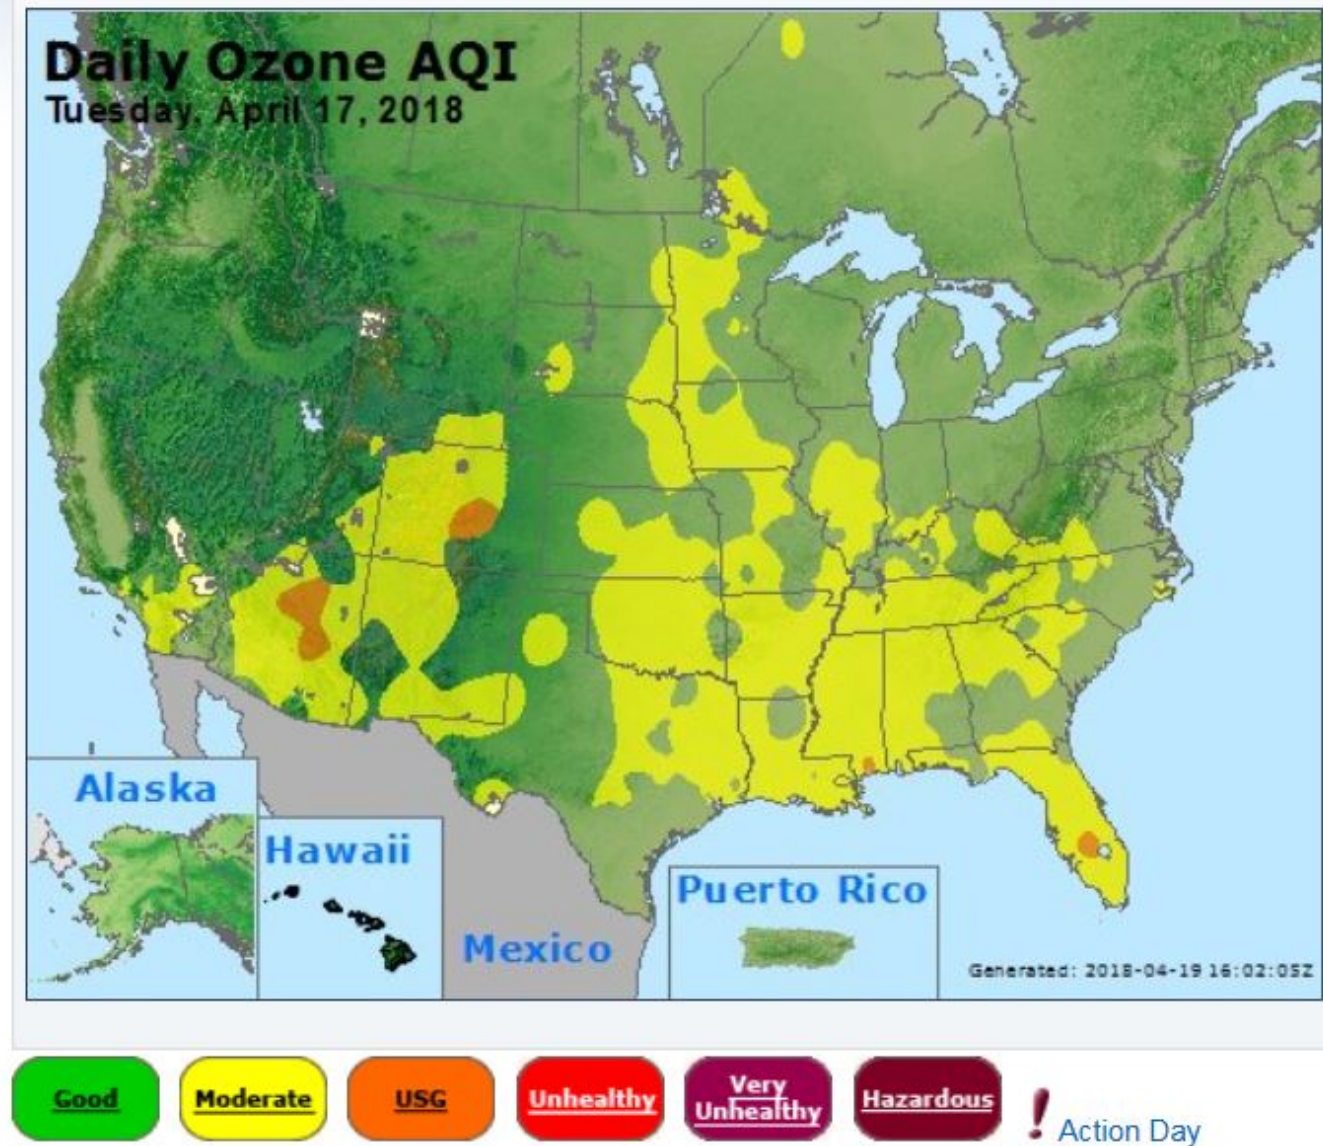 Daily Ozone AQI
Tuesday, April 17, 2018
Alaska
Hawaii
Mexico
Puerto Rico
Generated: 2018-04-19 16:02:05Z
Good
Moderate
USG
Unhealthy
Very
Unhealthy
Hazardous
! Action Day